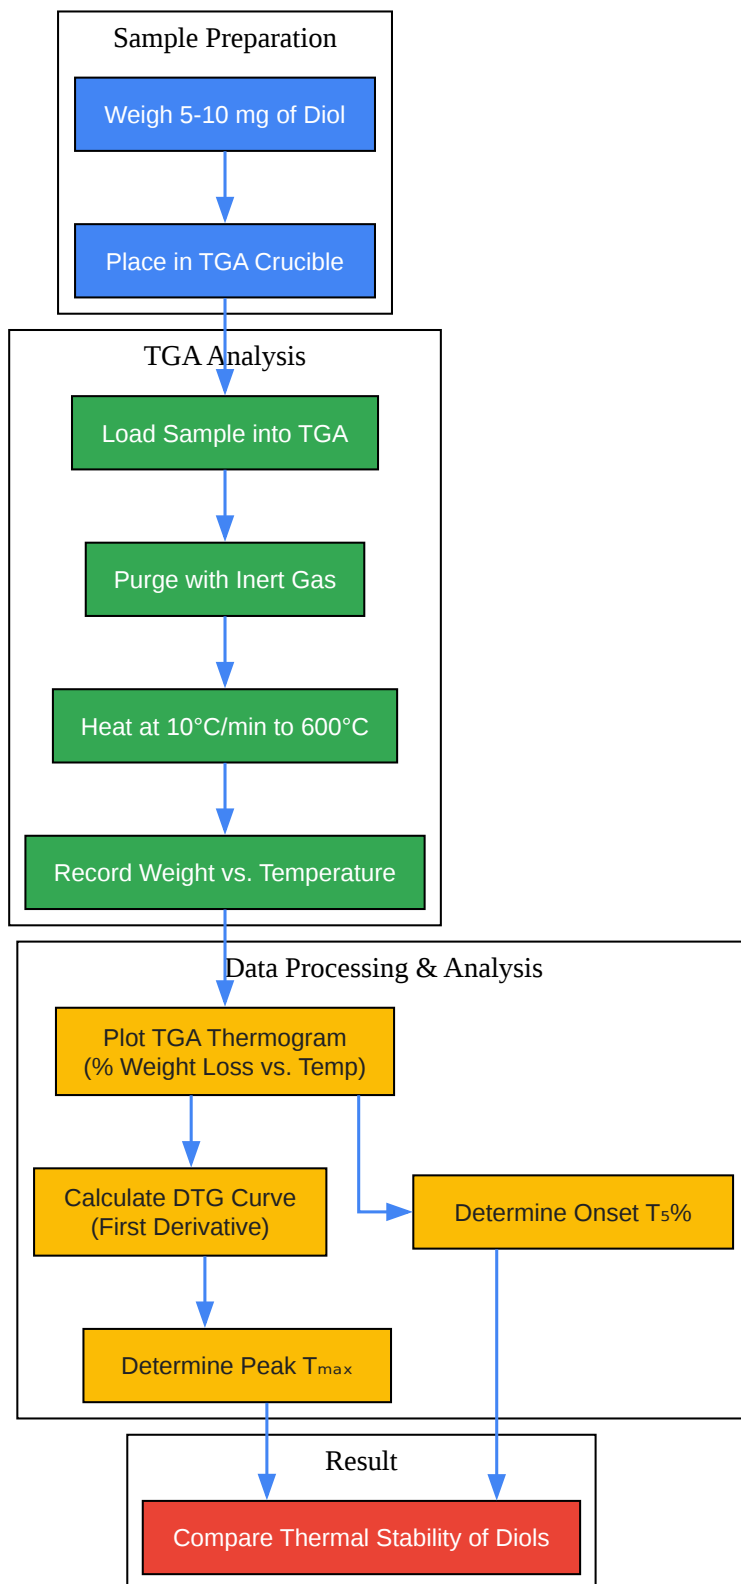 Sample Preparation
Weigh 5-10 mg of Diol
Place in TGA Crucible
TGA Analysis
Load Sample into TGA
Purge with Inert Gas
Heat at 10°C/min to 600°C
Record Weight vs. Temperature
Data Processing & Analysis
Plot TGA Thermogram
(% Weight Loss vs. Temp)
Calculate DTG Curve
(First Derivative)
Determine Onset T₅%
Determine Peak Tₘₐₓ
Result
Compare Thermal Stability of Diols